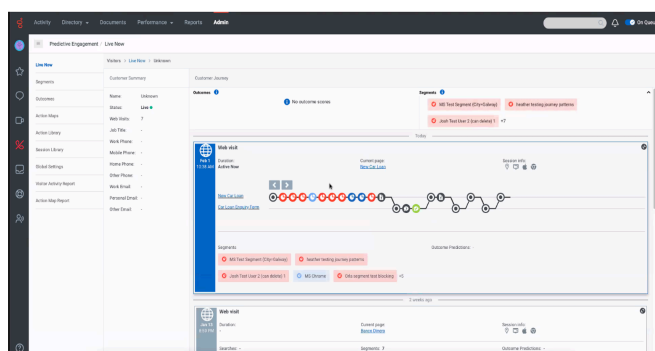 Activity Directory Documents Performance Reports Admin
On Queue
Predictive Engagement / Live Now
Live Now
Segments
Outcomes
Action Maps
Action Library
Session Library
Global Settings
Visitor Activity Report
Action Map Report
Visitors / Live Now / Unknown
Customer Summary
Name: Unknown
Status: Live
Web Visits: 7
Job Title: -
Work Phone: -
Mobile Phone: -
Home Phone: -
Other Phone: -
Work Email: -
Personal Email: -
Other Email: -
Customer Journey
Outcomes
No outcome scores
Segments
MS Test Segment (City-Galway)
heather testing journey patterns
Josh Test User 2 (can delete) 1
+7
Today
Feb 1
12:38 AM
Web visit
Duration:
Active Now
Current page:
New Car Loan
Session info:
New Car Loan
Car Loan Enquiry Form
Segments
MS Test Segment (City-Galway)
heather testing journey patterns
Josh Test User 2 (can delete) 1
MS Chrome
Cita segment test blocking
Outcome Predictions: -
3 weeks ago
Web visit
Duration:
-
Current page:
Session info:
Searches: -
Segments: 7
Outcome Predictions: -